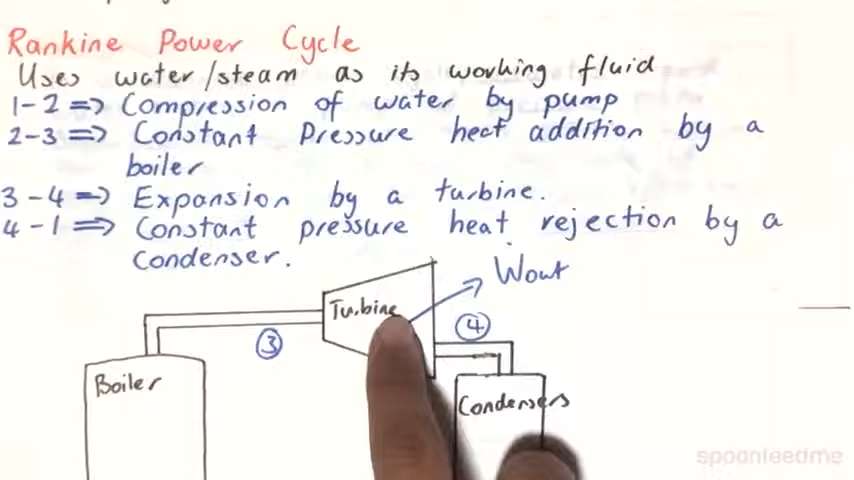 Rankine Power Cycle
Uses water/steam as its working fluid
1-2 => Compression of water by pump
2-3 => Constant Pressure heat addition by a
boiler
3-4 => Expansion by a turbine.
4-1 => Constant pressure heat rejection by a
Condenser.
Wout
Turbine
④
③
Boiler
Condensers
spoonfeedme